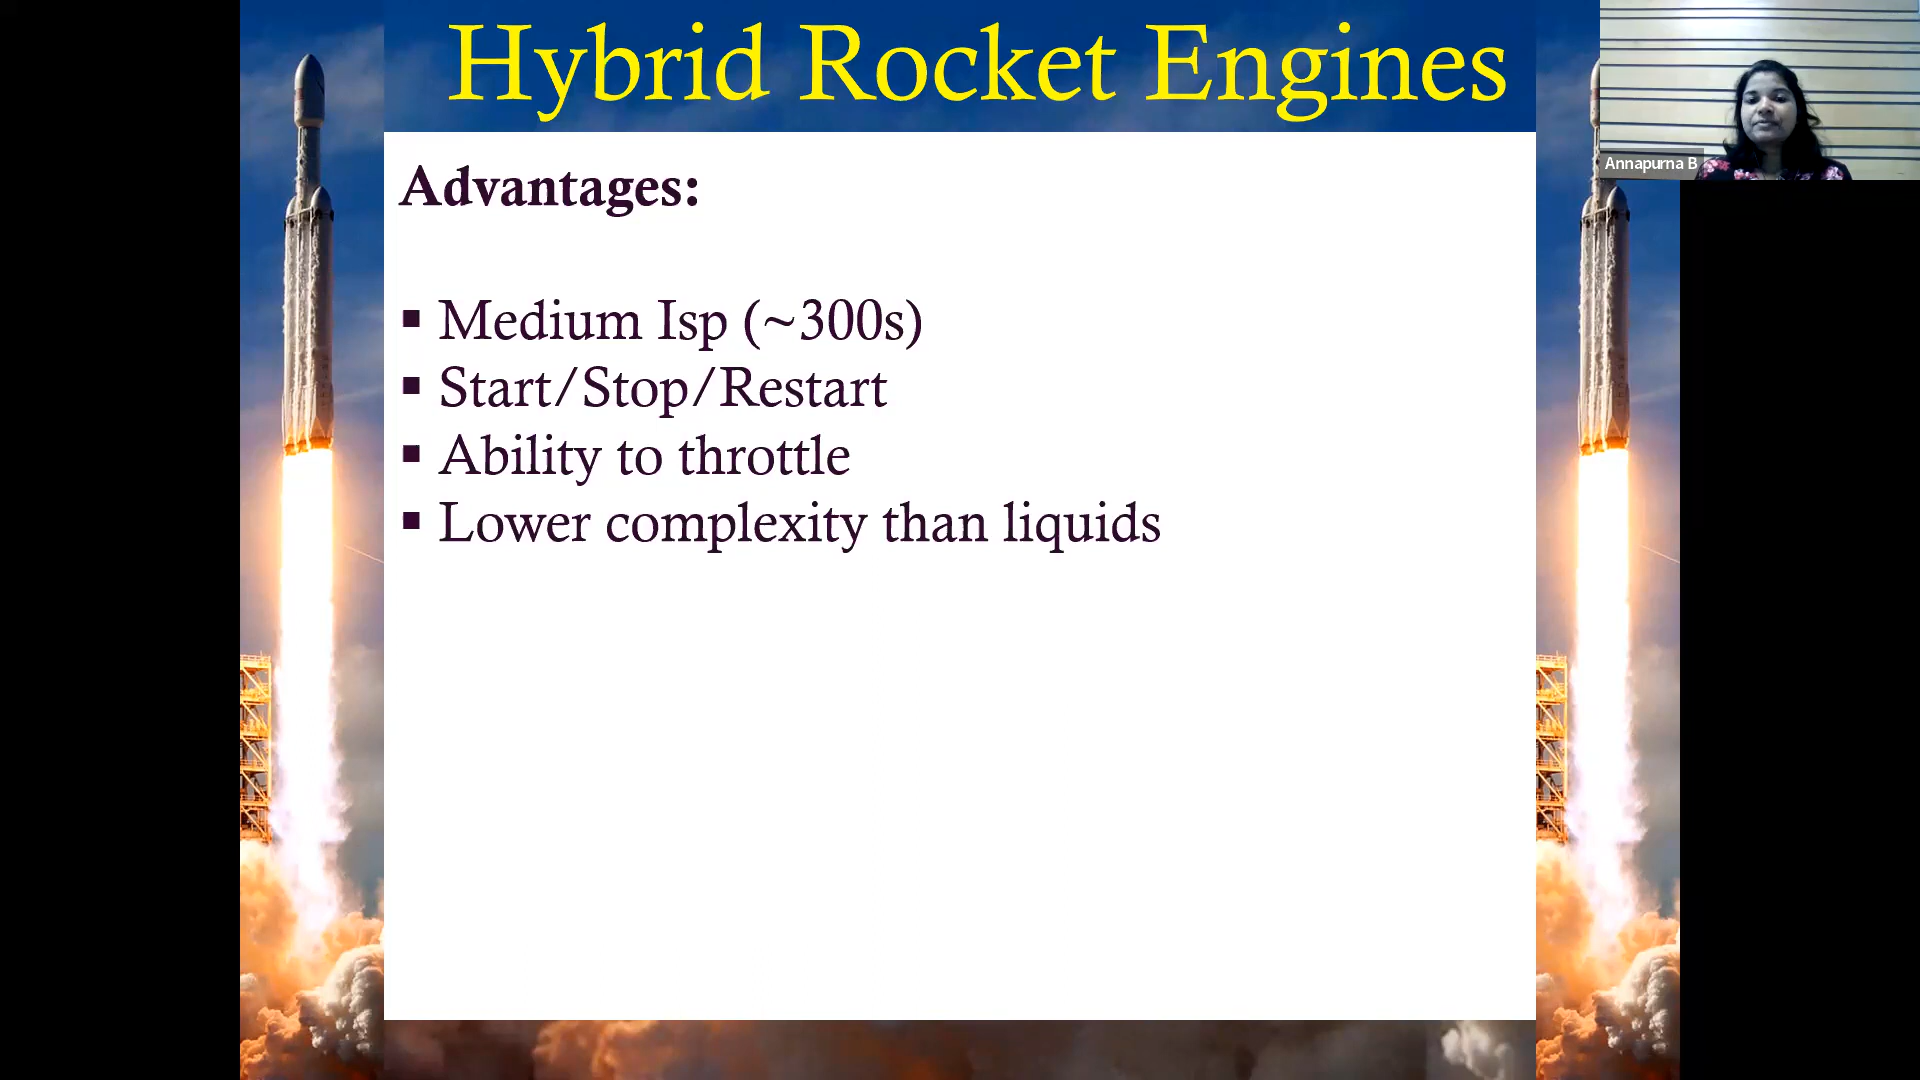 Hybrid Rocket Engines
Annapurna B
Advantages:
▪ Medium Isp (~300s)
▪ Start/Stop/Restart
▪ Ability to throttle
▪ Lower complexity than liquids